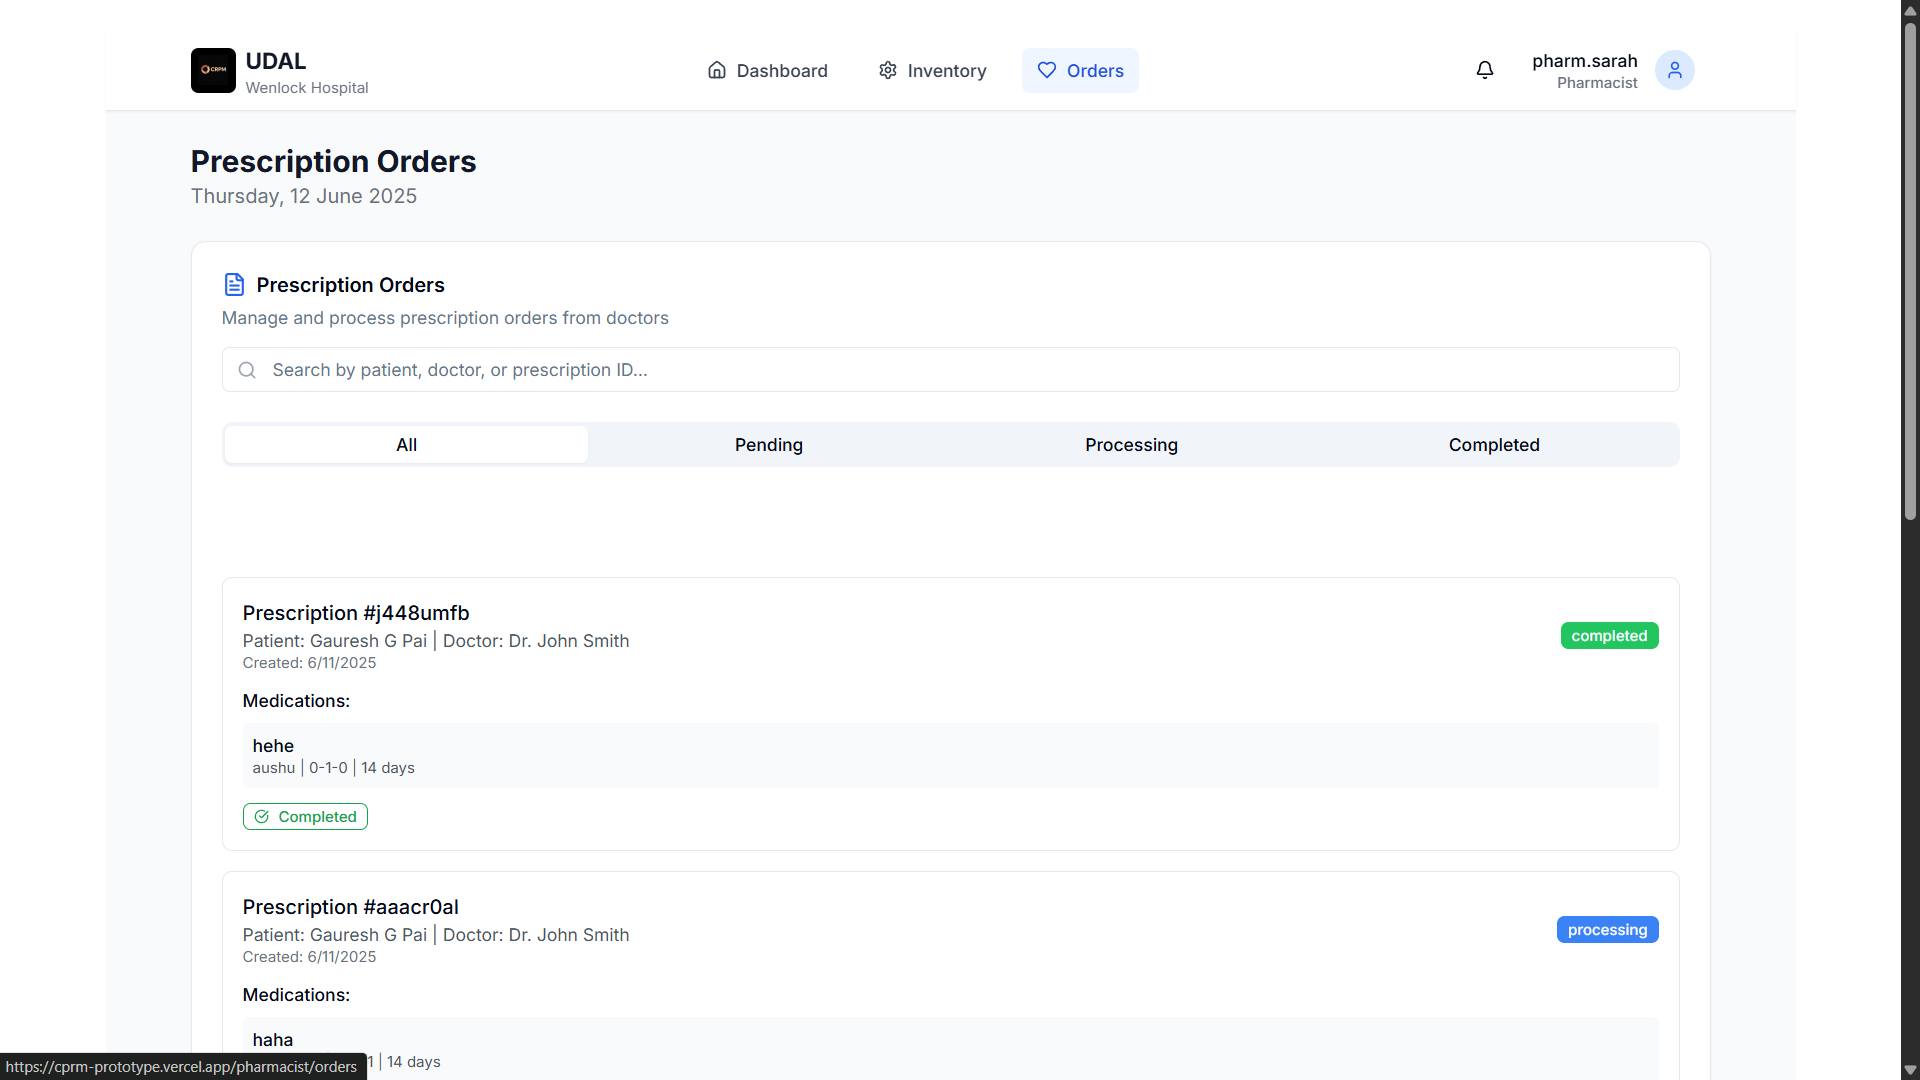 CRPM
UDAL
Wenlock Hospital
Dashboard
Inventory
Orders
pharm.sarah
Pharmacist
Prescription Orders
Thursday, 12 June 2025
Prescription Orders
Manage and process prescription orders from doctors
Search by patient, doctor, or prescription ID...
All
Pending
Processing
Completed
Prescription #j448umfb
Patient: Gauresh G Pai | Doctor: Dr. John Smith
Created: 6/11/2025
completed
Medications:
hehe
aushu | 0-1-0 | 14 days
Completed
Prescription #aaacr0al
Patient: Gauresh G Pai | Doctor: Dr. John Smith
Created: 6/11/2025
processing
Medications:
haha
1 | 14 days
https://cprm-prototype.vercel.app/pharmacist/orders